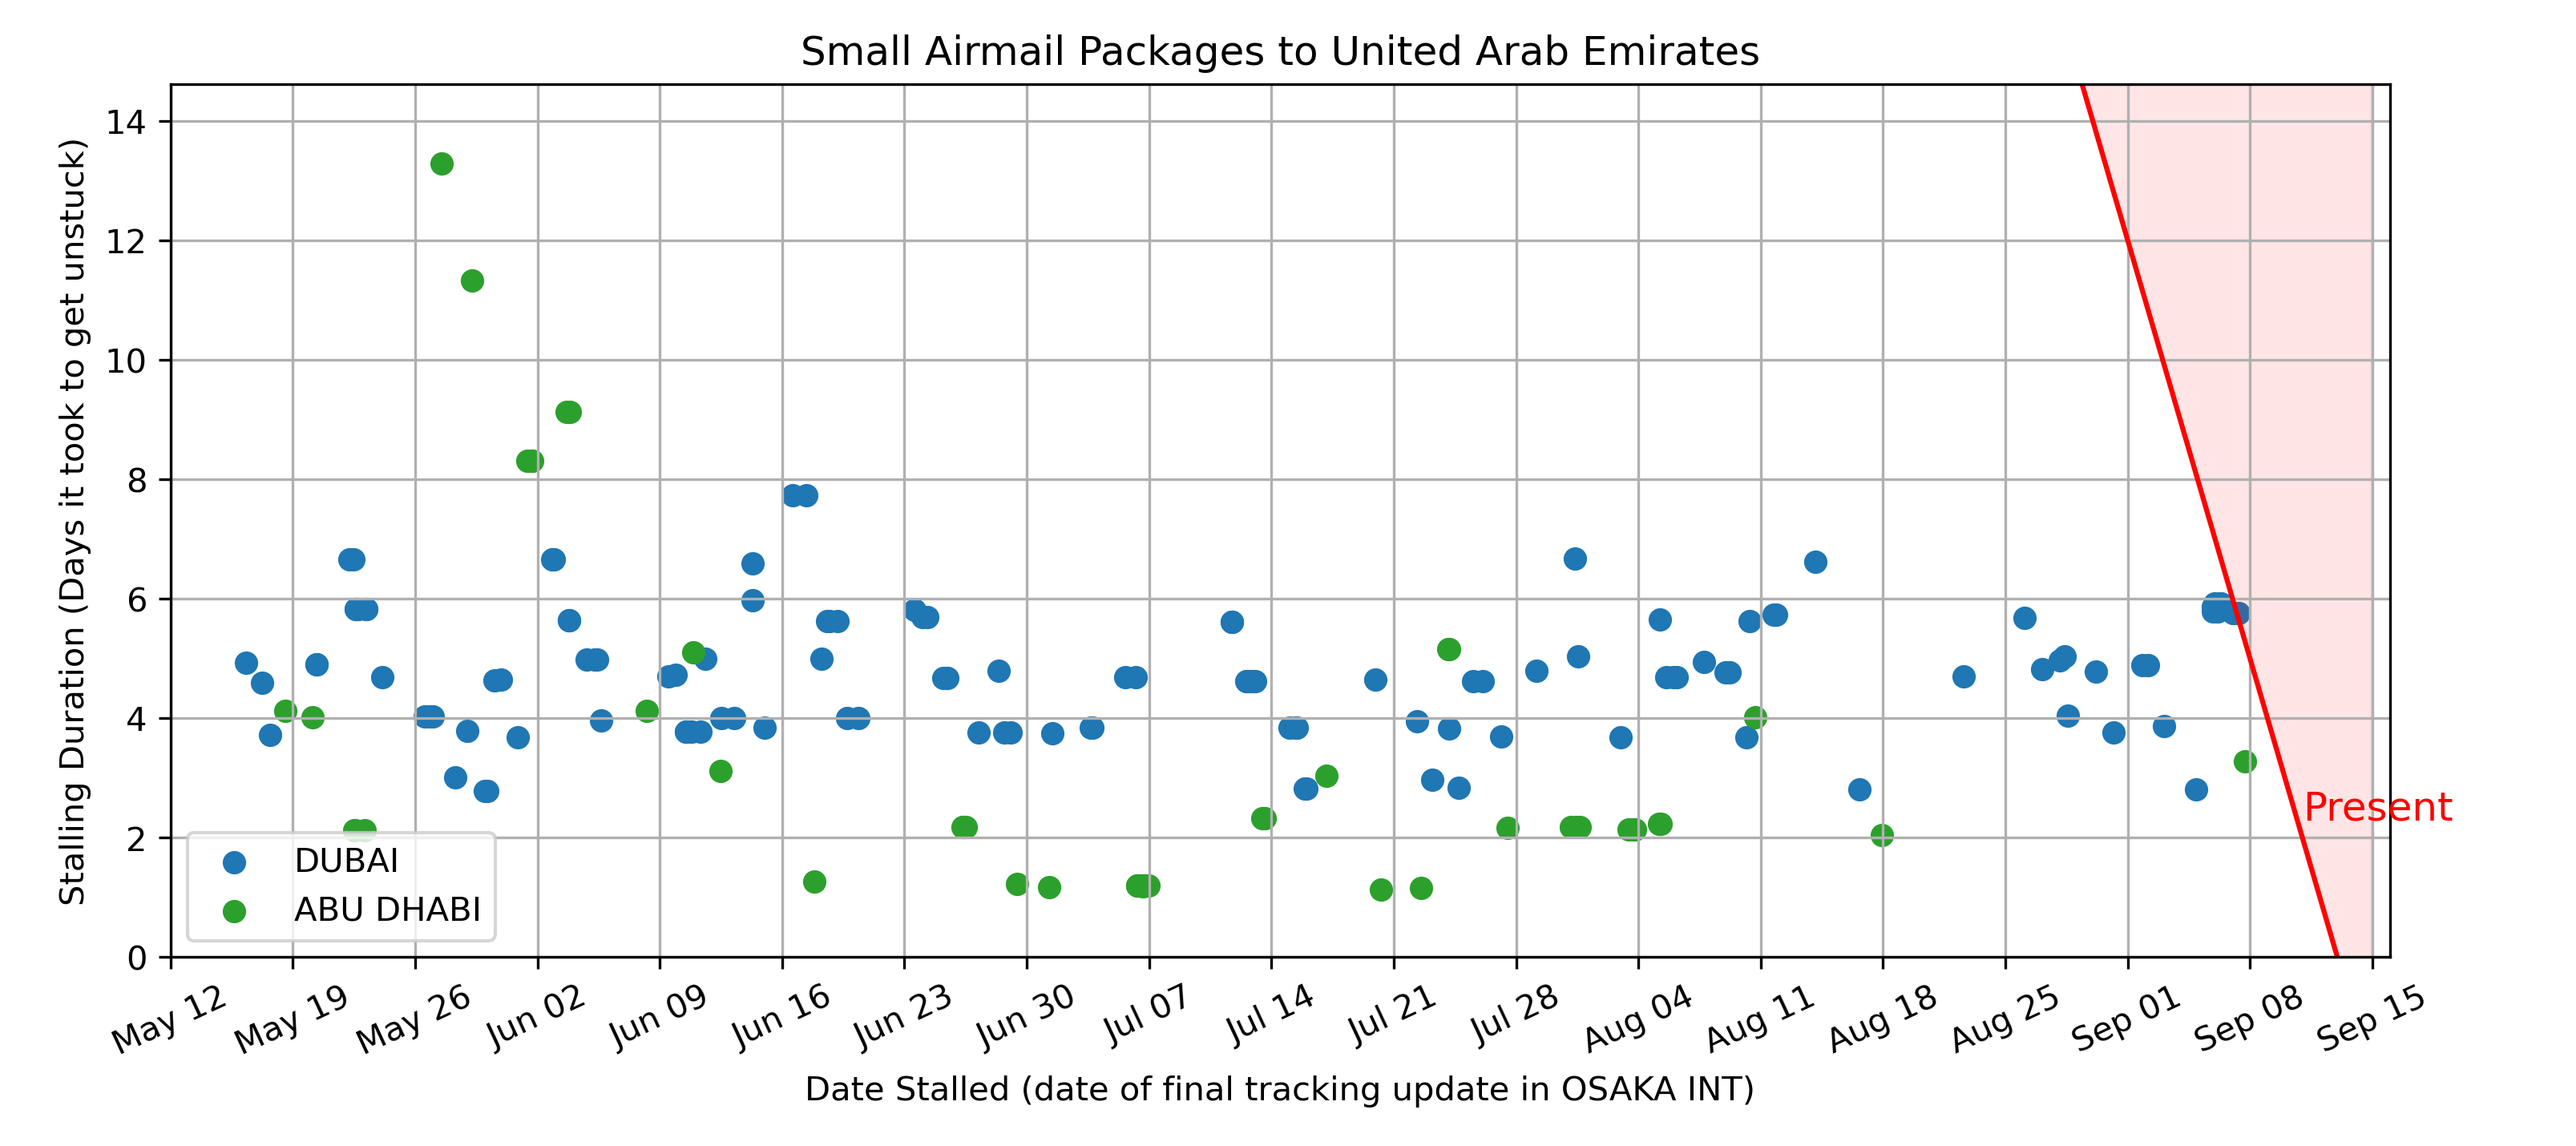 Small Airmail Packages to United Arab Emirates
Stalling Duration (Days it took to get unstuck)
14
12
10
8
6
4
2
0
Present
DUBAI
ABU DHABI
May 12
May 19
May 26
Jun 02
Jun 09
Jun 16
Jun 23
Jun 30
Jul 07
Jul 14
Jul 21
Jul 28
Aug 04
Aug 11
Aug 18
Aug 25
Sep 01
Sep 08
Sep 15
Date Stalled (date of final tracking update in OSAKA INT)